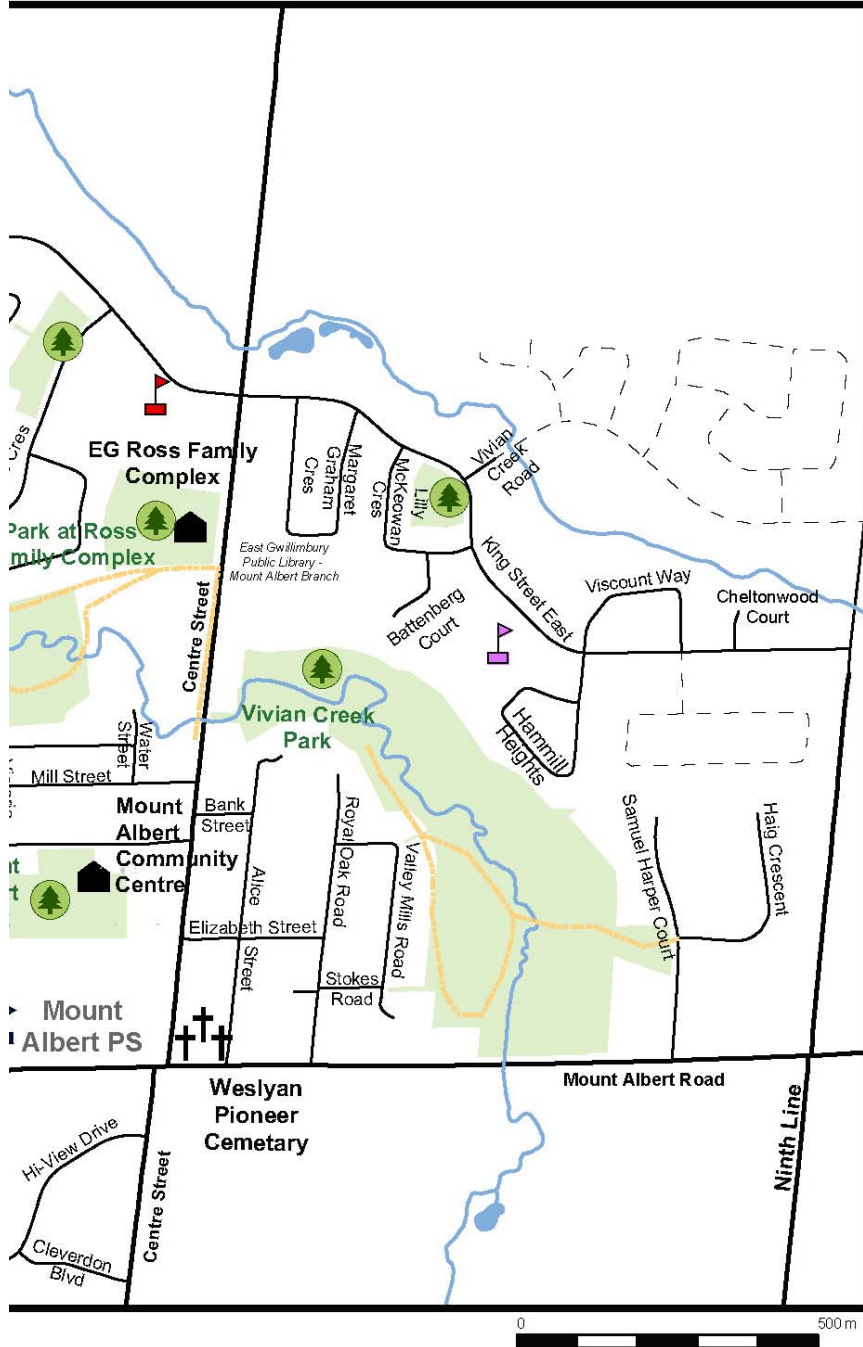 Cres
EG Ross Family
Complex
Park at Ross
mily Complex
Graham
Cres
Margaret
McKeowan
Cres
Lilly
Vivian
Creek
Road
East Gwillimbury
Public Library -
Mount Albert Branch
King Street East
Viscount Way
Cheltonwood
Court
Battenberg
Court
Centre Street
Vivian Creek
Park
Hammill
Heights
Water
Street
Mill Street
Bank
Street
Mount
Albert
Community
Centre
Alice
Street
Royal Oak Road
Valley Mills Road
Samuel Harper Court
Haig Crescent
Elizabeth Street
Stokes
Road
Mount
Albert PS
Weslyan
Pioneer
Cemetary
Mount Albert Road
Ninth Line
Hi-View Drive
Centre Street
Cleverdon
Blvd
0 500 m